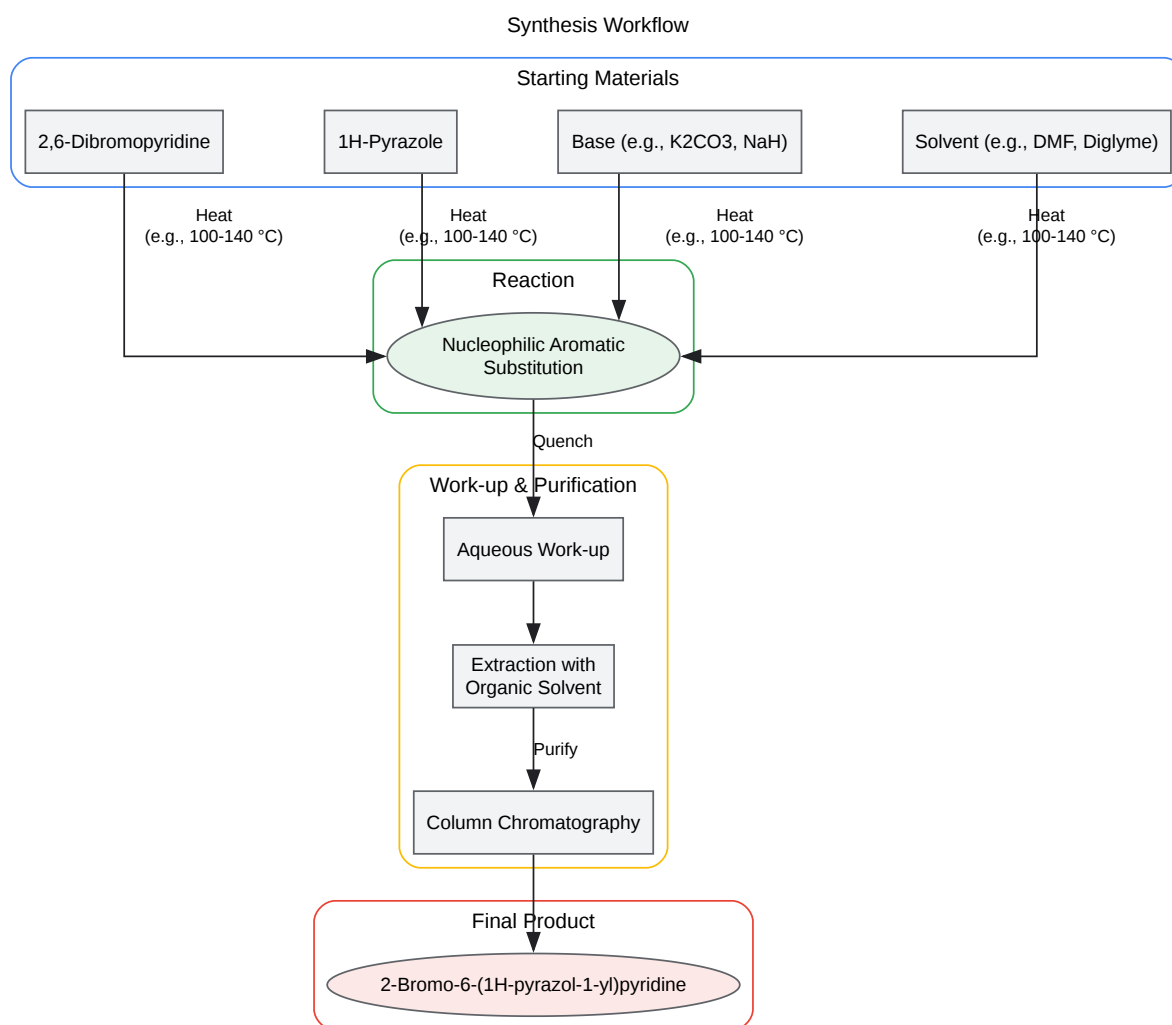 Synthesis Workflow
Starting Materials
2,6-Dibromopyridine
1H-Pyrazole
Base (e.g., K2CO3, NaH)
Solvent (e.g., DMF, Diglyme)
Heat
(e.g., 100-140 °C)
Heat
(e.g., 100-140 °C)
Heat
(e.g., 100-140 °C)
Heat
(e.g., 100-140 °C)
Reaction
Nucleophilic Aromatic
Substitution
Quench
Work-up & Purification
Aqueous Work-up
Extraction with
Organic Solvent
Purify
Column Chromatography
Final Product
2-Bromo-6-(1H-pyrazol-1-yl)pyridine